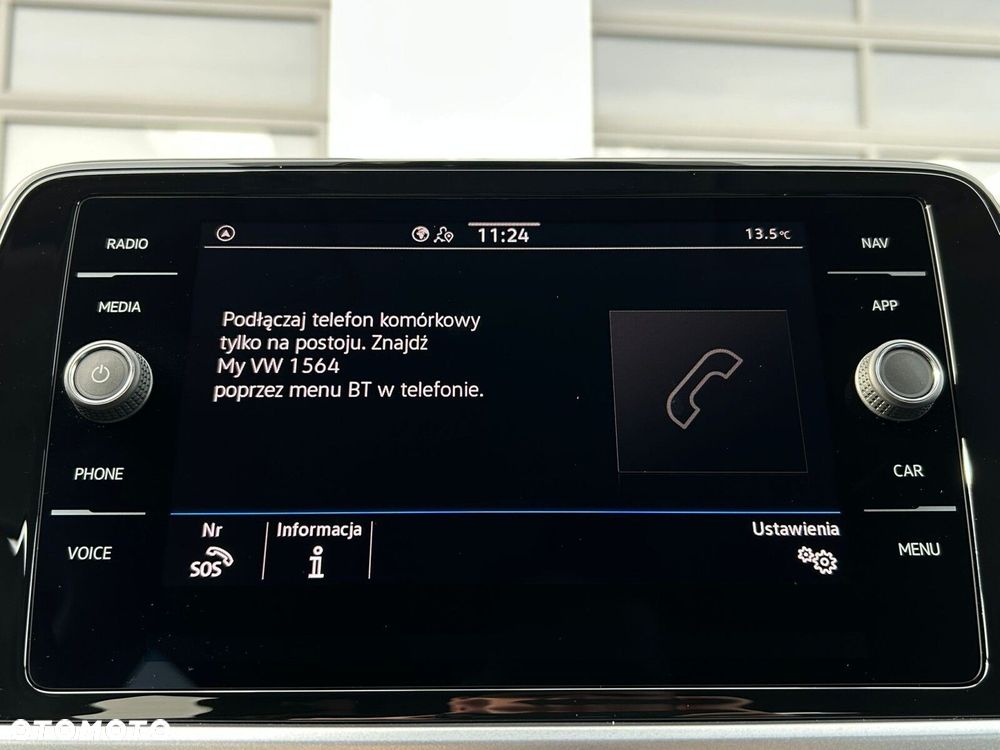 RADIO
MEDIA
PHONE
VOICE
11:24
13.5°C
Podłączaj telefon komórkowy
tylko na postoju. Znajdź
My VW 1564
poprzez menu BT w telefonie.
Nr
SOS
Informacja
i
Ustawienia
NAV
APP
CAR
MENU
OTOMOTO